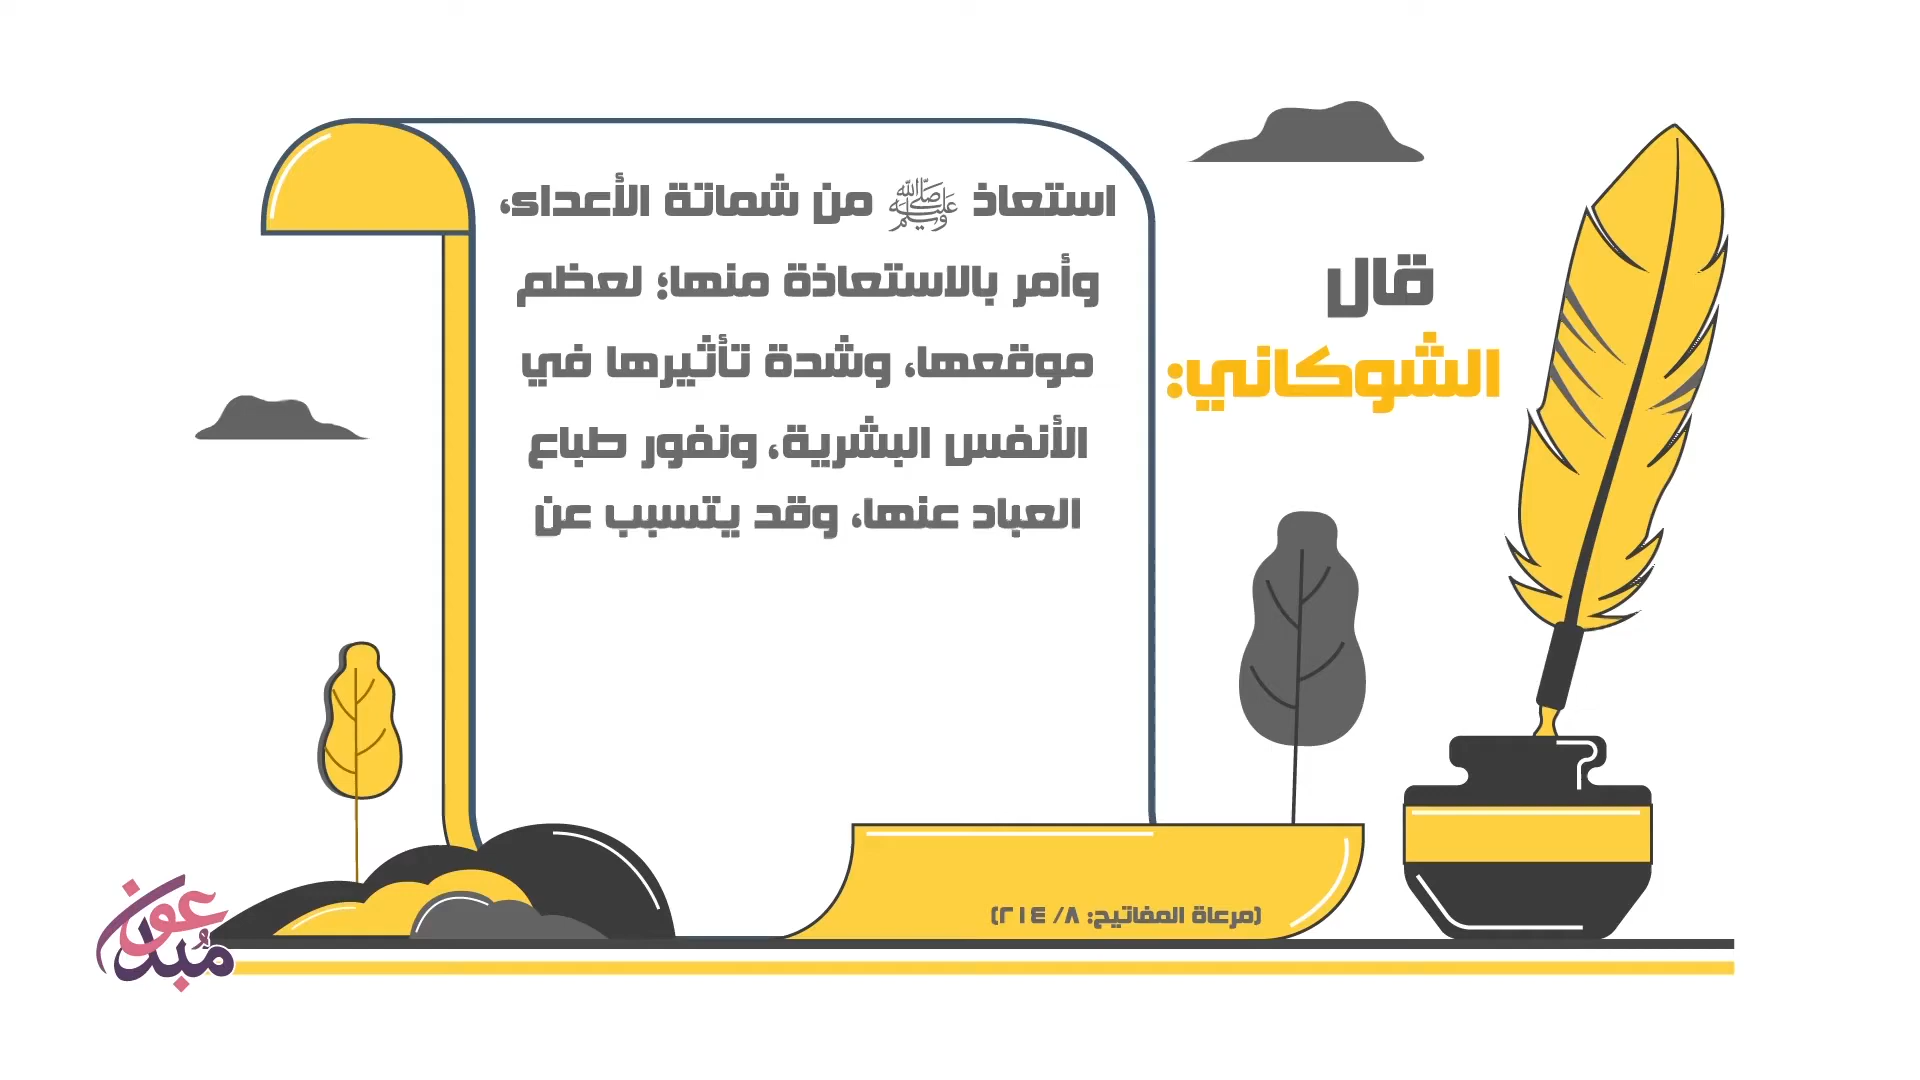 قال
الشوكاني:
استعاذ ﷺ من شماتة الأعداء،
وأمر بالاستعاذة منها؛ لعظم
موقعها، وشدة تأثيرها في
الأنفس البشرية، ونفور طباع
العباد عنها، وقد يتسبب عن
(مرعاة المفاتيح: ٨/ ٢١٤)
مُبدعون